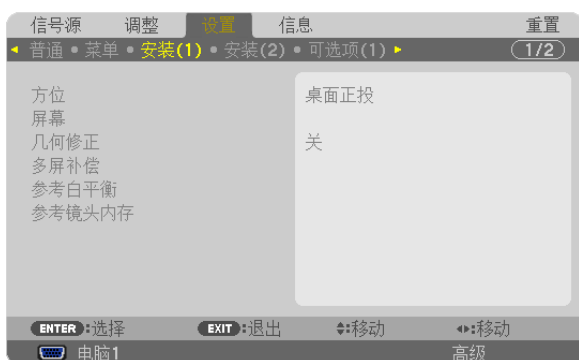 信号源 调整 设置 信息 重置
◂ 普通 • 菜单 • 安装(1) • 安装(2) • 可选项(1) ▸ 1/2
方位 桌面正投
屏幕
几何修正 关
多屏补偿
参考白平衡
参考镜头内存
ENTER :选择 EXIT :退出 :移动 :移动
电脑1 高级